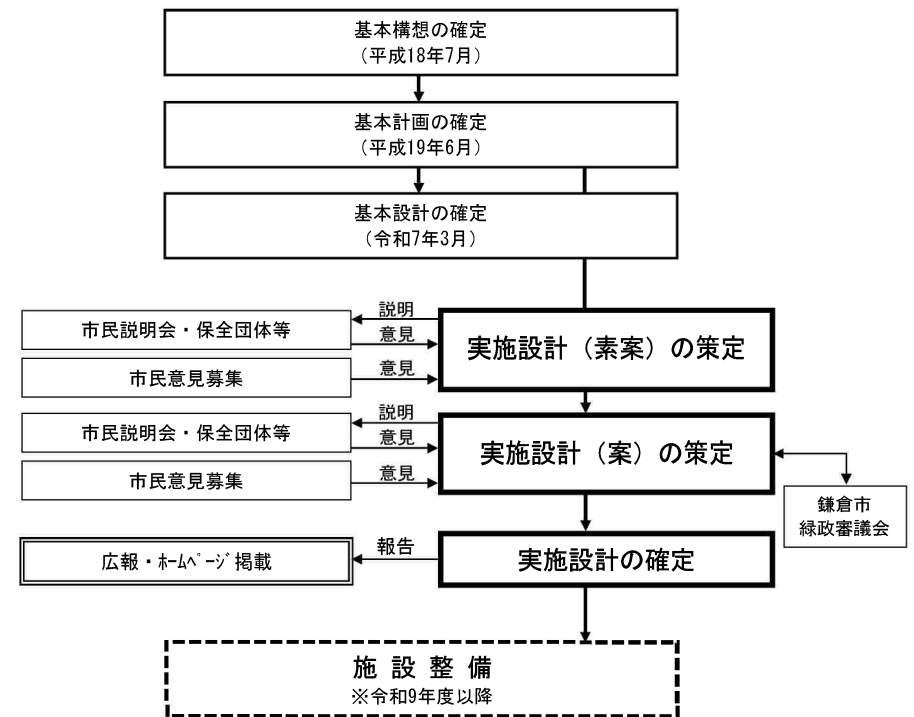 基本構想の確定
（平成18年7月）
基本計画の確定
（平成19年6月）
基本設計の確定
（令和7年3月）
市民説明会・保全団体等
説明
意見
実施設計（素案）の策定
市民意見募集
意見
市民説明会・保全団体等
説明
意見
実施設計（案）の策定
市民意見募集
意見
鎌倉市
緑政審議会
広報・ﾎｰﾑﾍﾟｰｼﾞ掲載
報告
実施設計の確定
施設整備
※令和9年度以降